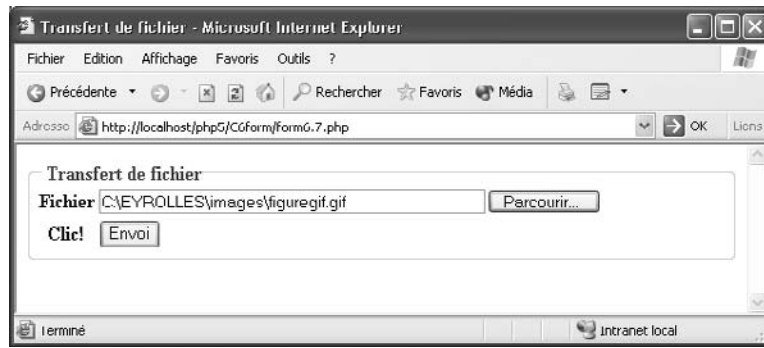 Transfert de fichier - Microsoft Internet Explorer
Fichier Edition Affichage Favoris Outils ?
Précédente Rechercher Favoris Média
Adresse http://localhost/php5/C6form/form6.7.php OK Liens
Transfert de fichier
Fichier C:\EYROLLES\images\figuregif.gif Parcourir...
Clic! Envoi
Terminé Intranet local